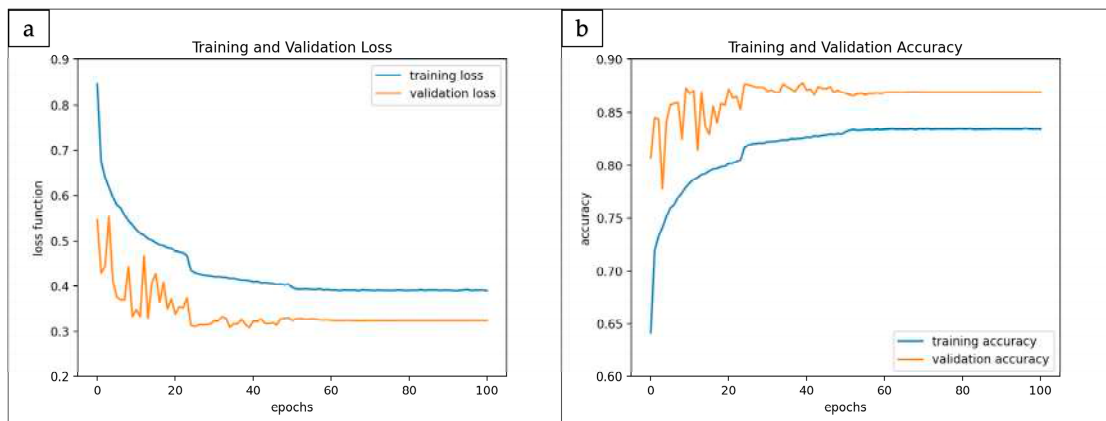 a
Training and Validation Loss
0.9
0.8
0.7
0.6
0.5
0.4
0.3
0.2
loss function
training loss
validation loss
0 20 40 60 80 100
epochs
b
Training and Validation Accuracy
0.90
0.85
0.80
0.75
0.70
0.65
0.60
accuracy
training accuracy
validation accuracy
0 20 40 60 80 100
epochs